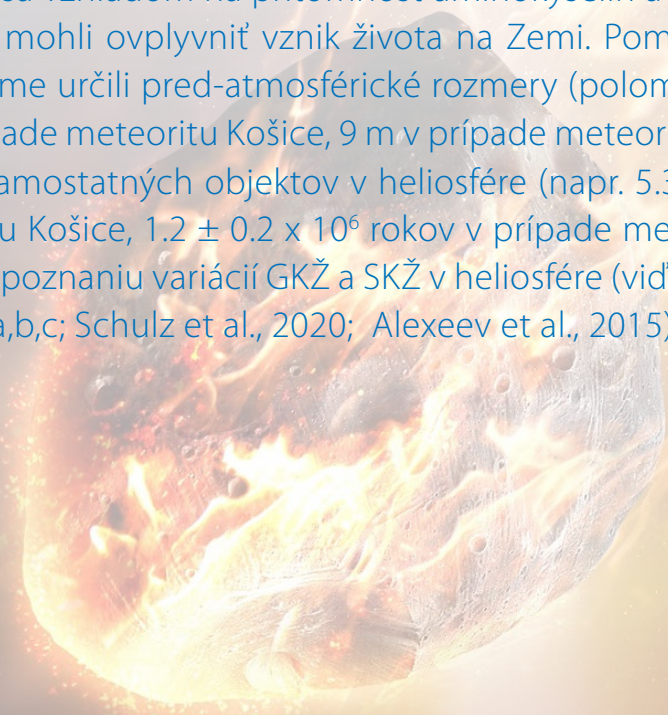 mohli ovplyvniť vznik života na Zemi. Pom
me určili pred-atmosférické rozmery (polom
ade meteoritu Košice, 9 m v prípade meteor
amostatných objektov v heliosfére (napr. 5.3
u Košice, 1.2 ± 0.2 x 10⁶ rokov v prípade me
poznaniu variácií GKŽ a SKŽ v heliosfére (viď
a,b,c; Schulz et al., 2020; Alexeev et al., 2015)